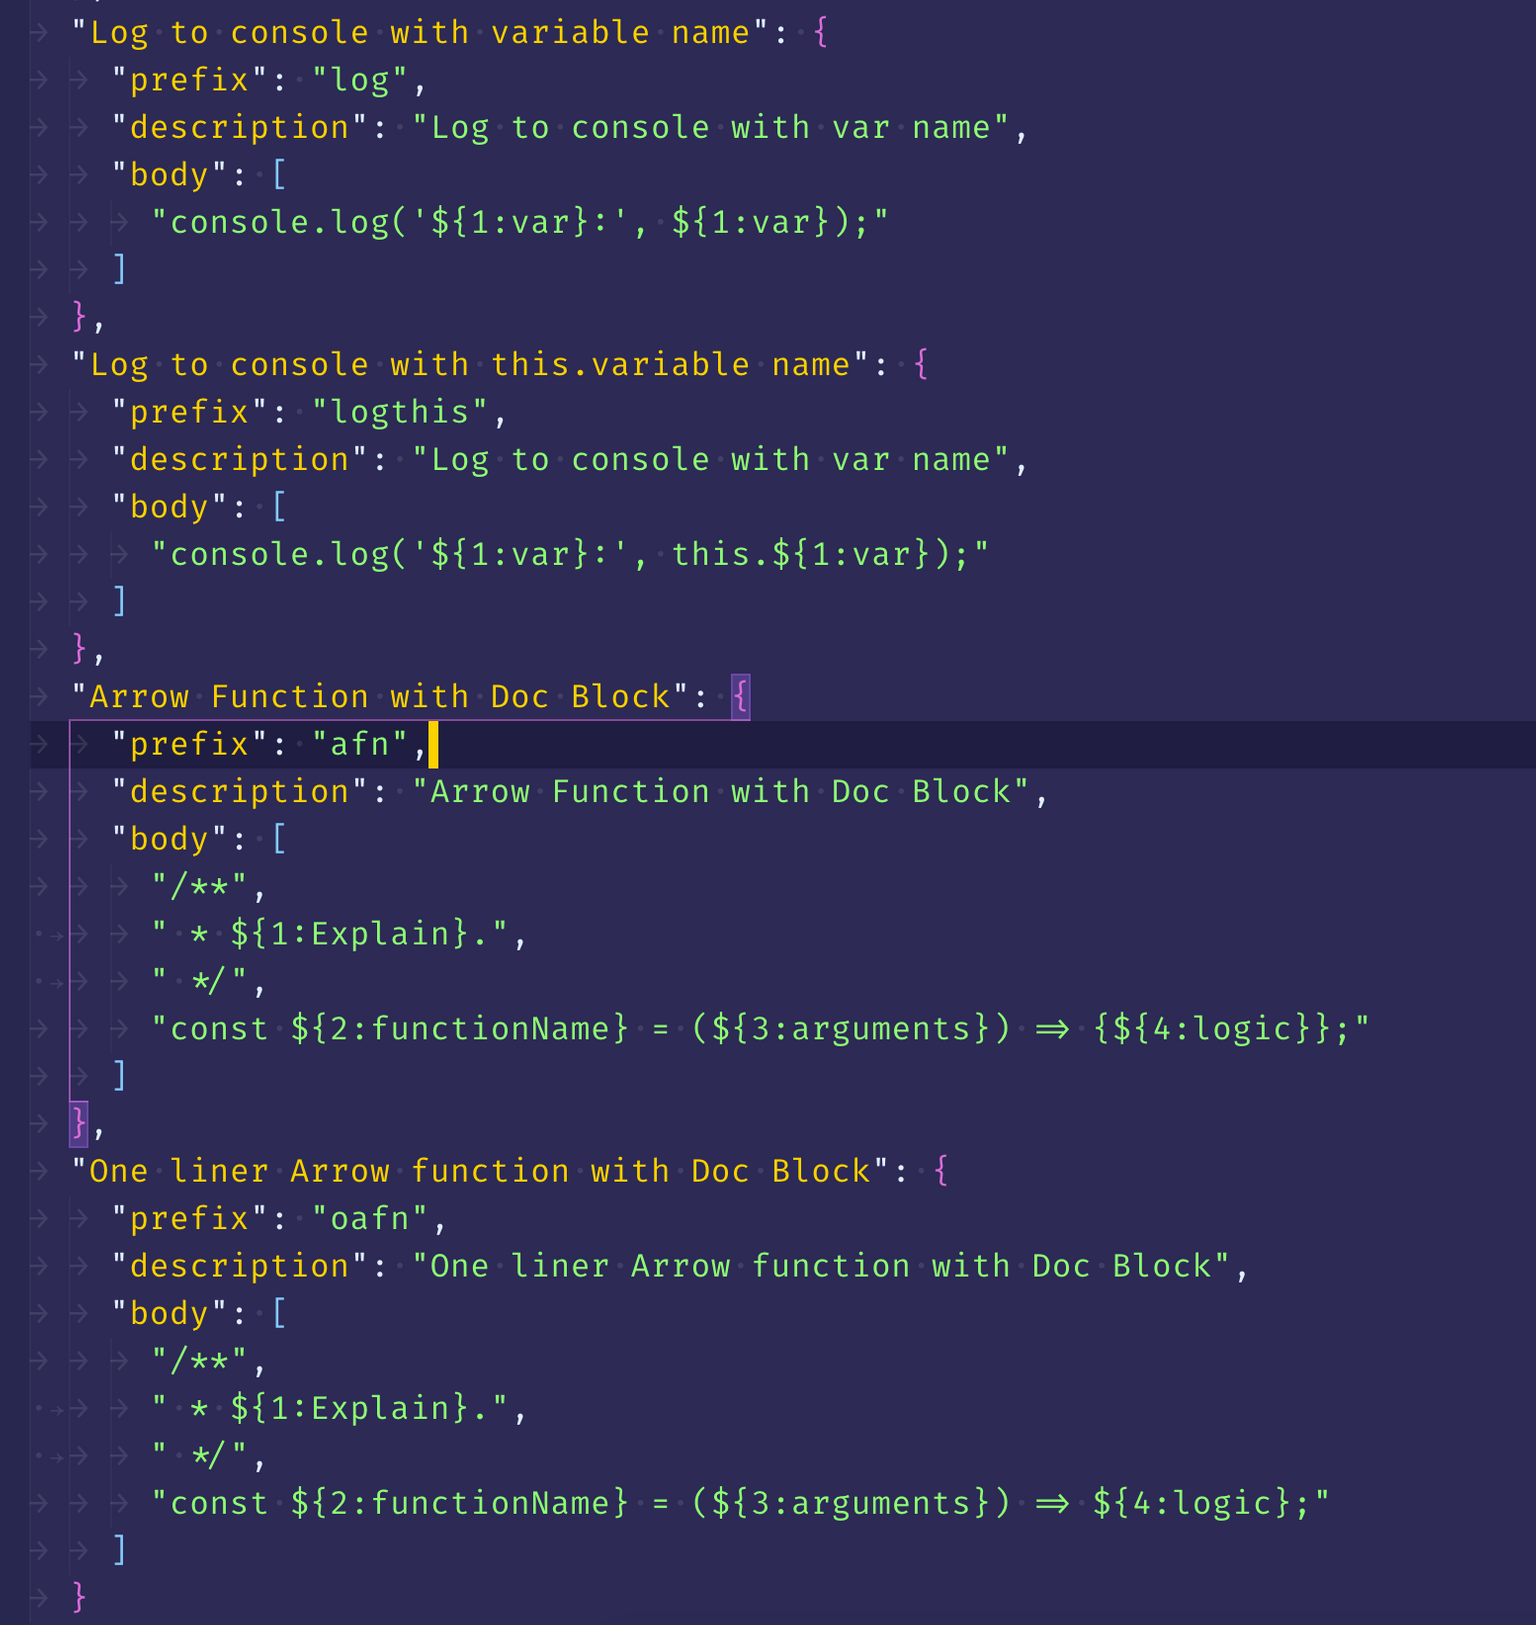 "Log to console with variable name": {
"prefix": "log",
"description": "Log to console with var name",
"body": [
"console.log('${1:var}:', ${1:var});"
]
},
"Log to console with this.variable name": {
"prefix": "logthis",
"description": "Log to console with var name",
"body": [
"console.log('${1:var}:', this.${1:var});"
]
},
"Arrow Function with Doc Block": {
"prefix": "afn",
"description": "Arrow Function with Doc Block",
"body": [
"/**",
" * ${1:Explain}.",
" */",
"const ${2:functionName} = (${3:arguments}) => {${4:logic}};"
]
},
"One liner Arrow function with Doc Block": {
"prefix": "oafn",
"description": "One liner Arrow function with Doc Block",
"body": [
"/**",
" * ${1:Explain}.",
" */",
"const ${2:functionName} = (${3:arguments}) => ${4:logic};"
]
}